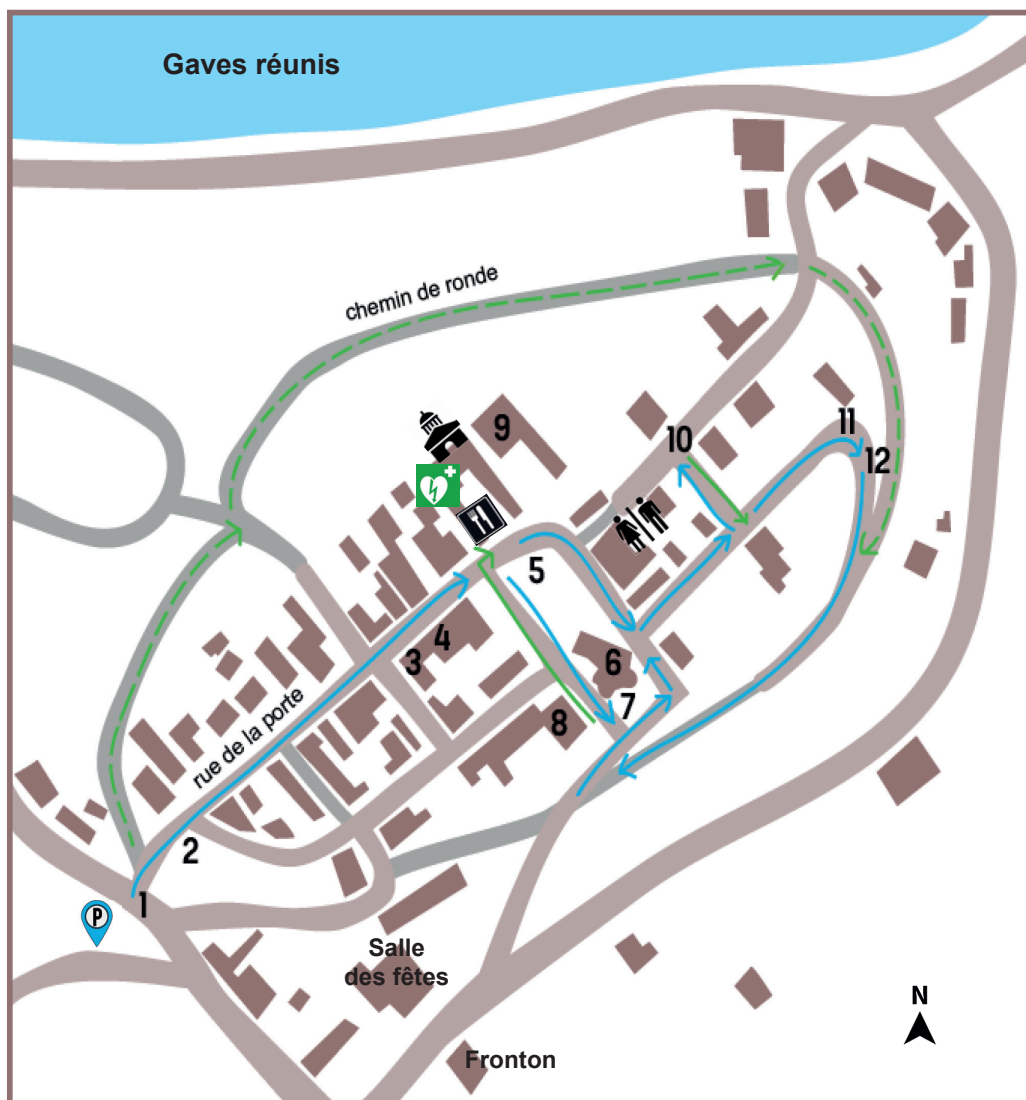 Gaves réunis
chemin de ronde
9
11
10
12
5
4
3
6
7
rue de la porte
8
2
1
P
Salle
des fêtes
N
Fronton